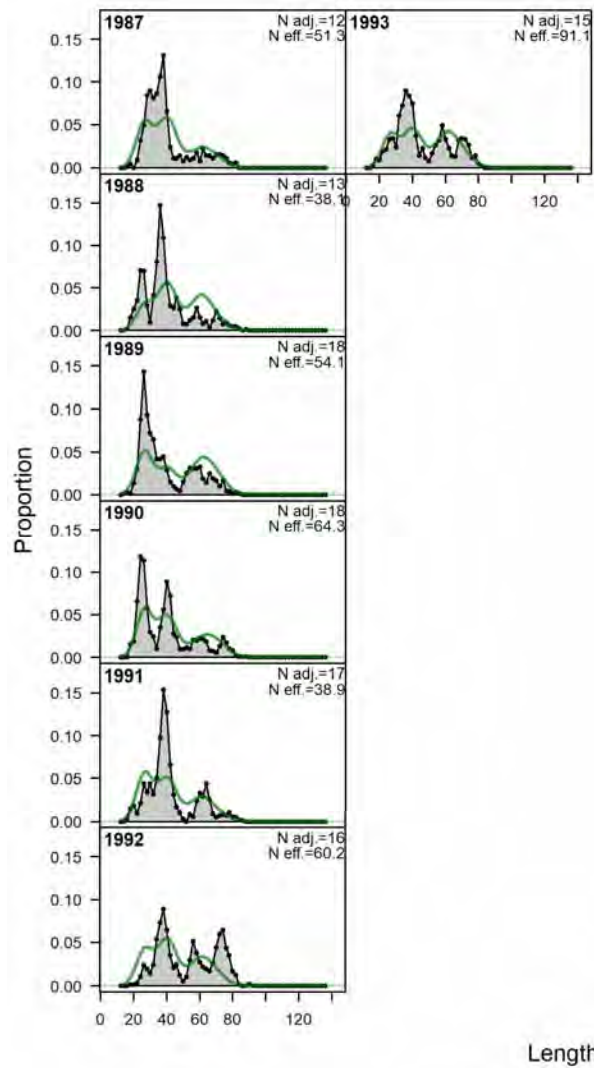 1987
N adj.=12
N eff.=51.3
0.15
0.10
0.05
0.00
1993
N adj.=15
N eff.=91.1
20 40 60 80 120
1988
N adj.=13
N eff.=38.1
0.15
0.10
0.05
0.00
1989
N adj.=18
N eff.=54.1
0.15
0.10
0.05
0.00
Proportion
1990
N adj.=18
N eff.=64.3
0.15
0.10
0.05
0.00
1991
N adj.=17
N eff.=38.9
0.15
0.10
0.05
0.00
1992
N adj.=16
N eff.=60.2
0.15
0.10
0.05
0.00
0 20 40 60 80 120
Length